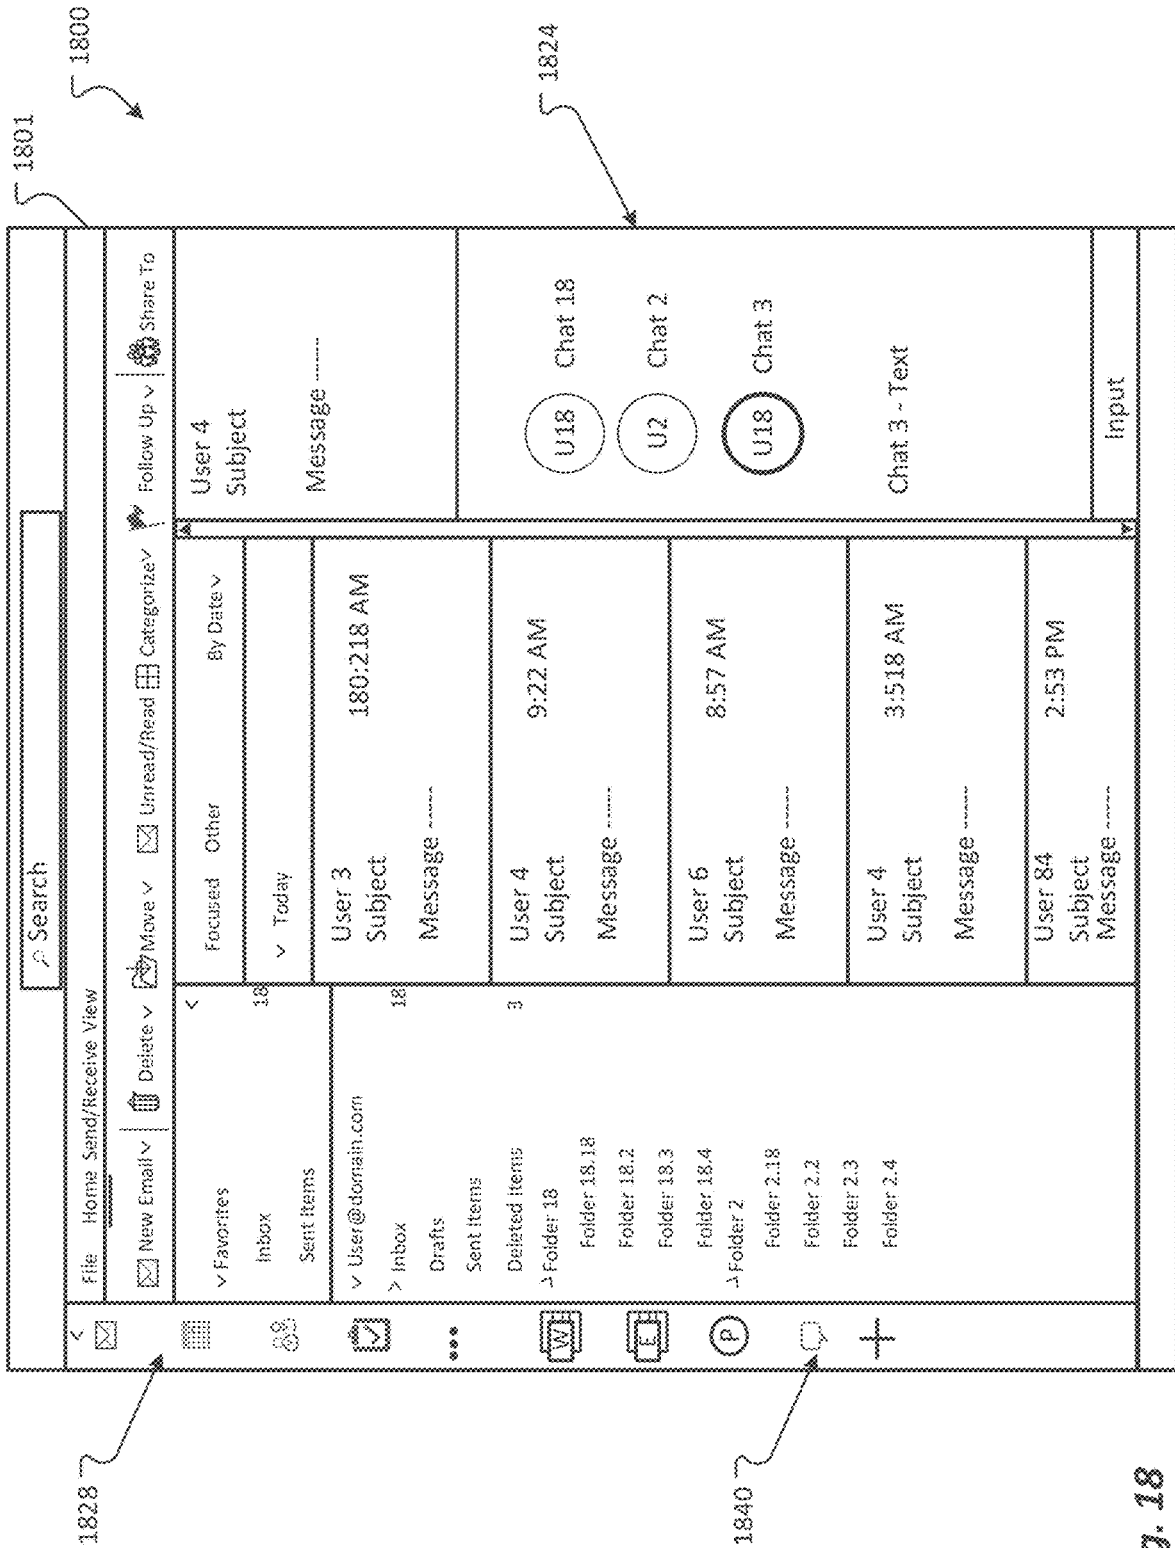 1800
1801
Search
File Home Send/Receive View
New Email Delete Move Unread/Read Categorize Follow Up Share To
1828
Favorites
Inbox 18
Sent Items
User@domain.com
Inbox 18
Drafts
Sent Items
Deleted Items 3
Folder 18
Folder 18.18
Folder 18.2
Folder 18.3
Folder 18.4
Folder 2
Folder 2.18
Folder 2.2
Folder 2.3
Folder 2.4
W
E
P
1840
Focused Other By Date
Today
User 3
Subject 180:218 AM
Message -----
User 4
Subject 9:22 AM
Message -----
User 6
Subject 8:57 AM
Message -----
User 4
Subject 3:518 AM
Message -----
User 84 2:53 PM
Subject
Message -----
User 4
Subject
Message ------
1824
U18 Chat 18
U2 Chat 2
U18 Chat 3
Chat 3 - Text
Input
g. 18